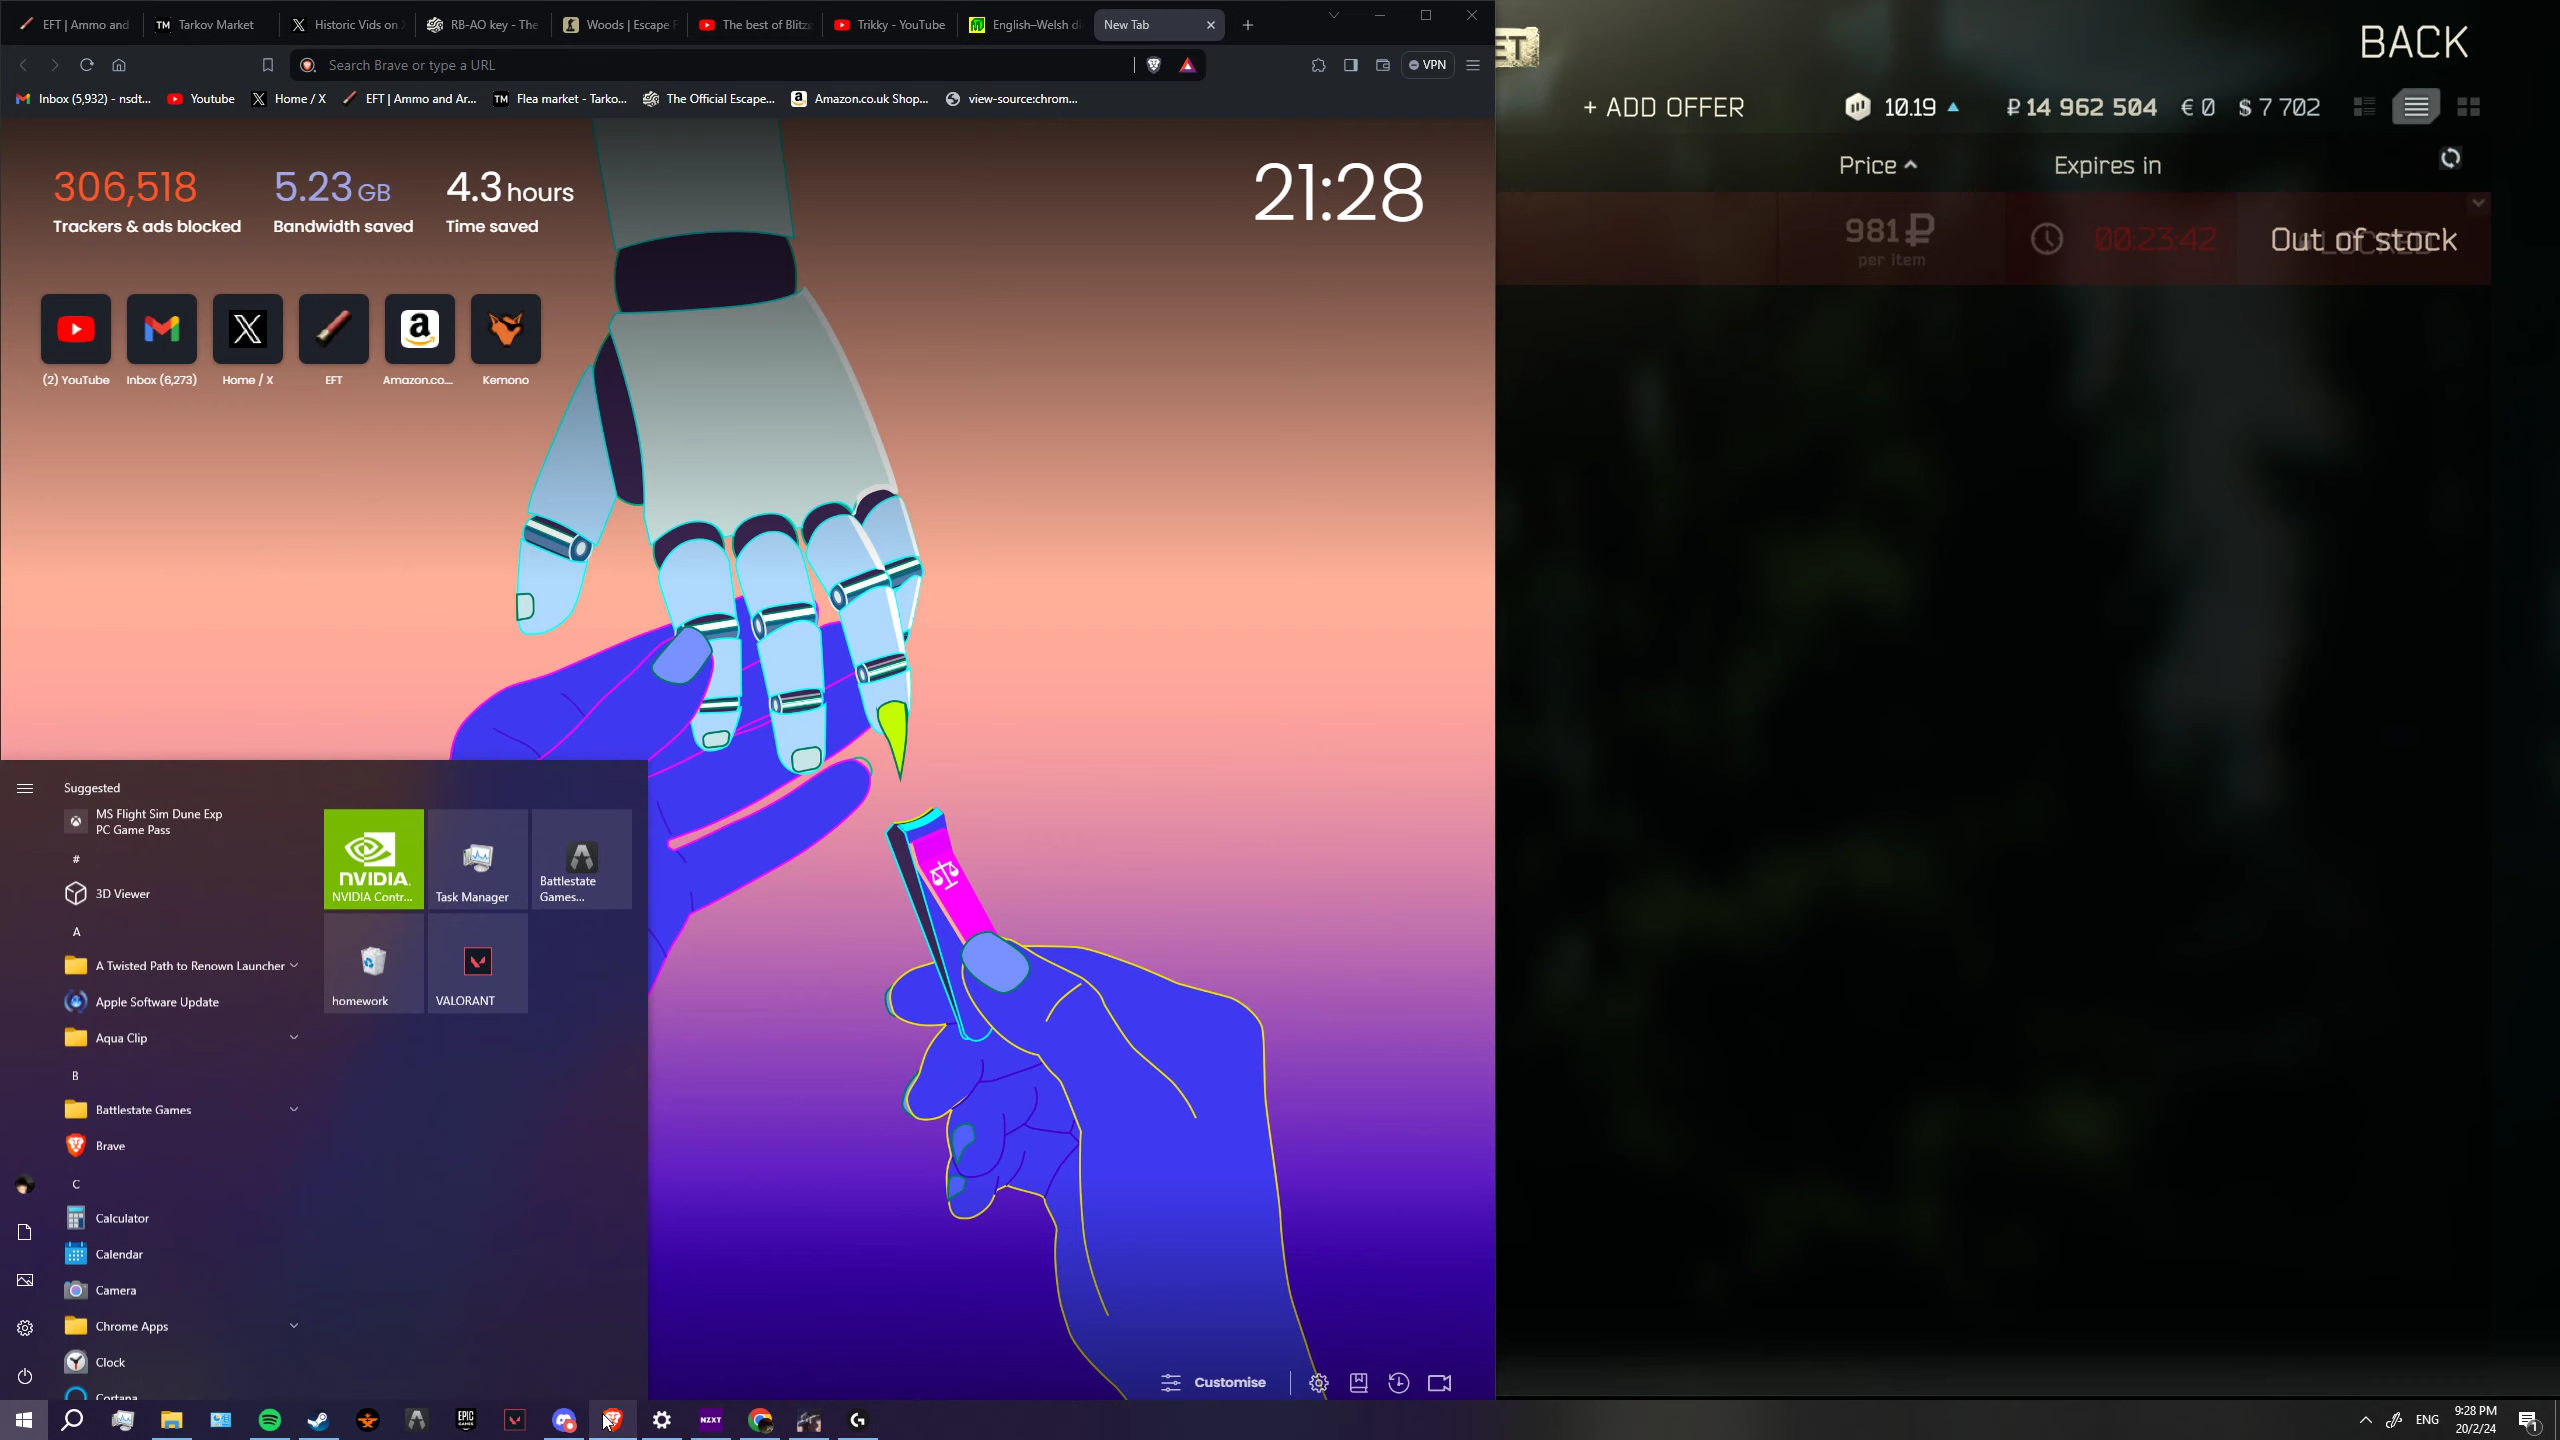 EFT | Ammo and
Tarkov Market
Historic Vids on
RB-AO key - The
Woods | Escape F
The best of Blitz
Trikky - YouTube
English–Welsh di
New Tab
Search Brave or type a URL
VPN
Inbox (5,932) - nsdt...
Youtube
Home / X
EFT | Ammo and Ar...
Flea market - Tarko...
The Official Escape...
Amazon.co.uk Shop...
view-source:chrom...
306,518
Trackers & ads blocked
5.23 GB
Bandwidth saved
4.3 hours
Time saved
21:28
(2) YouTube
Inbox (6,273)
Home / X
EFT
Amazon.co....
Kemono
BACK
+ ADD OFFER
10.19
₽ 14 962 504
€ 0
$ 7 702
Price
Expires in
981 ₽
per item
00:23:42
Out of stock
LOCKED
Suggested
MS Flight Sim Dune Exp
PC Game Pass
#
3D Viewer
A
A Twisted Path to Renown Launcher
Apple Software Update
Aqua Clip
B
Battlestate Games
Brave
C
Calculator
Calendar
Camera
Chrome Apps
Clock
Cortana
NVIDIA.
NVIDIA Contr...
Task Manager
Battlestate
Games...
homework
VALORANT
Customise
EPIC
GAMES
NZXT
ENG
9:28 PM
20/2/24
1